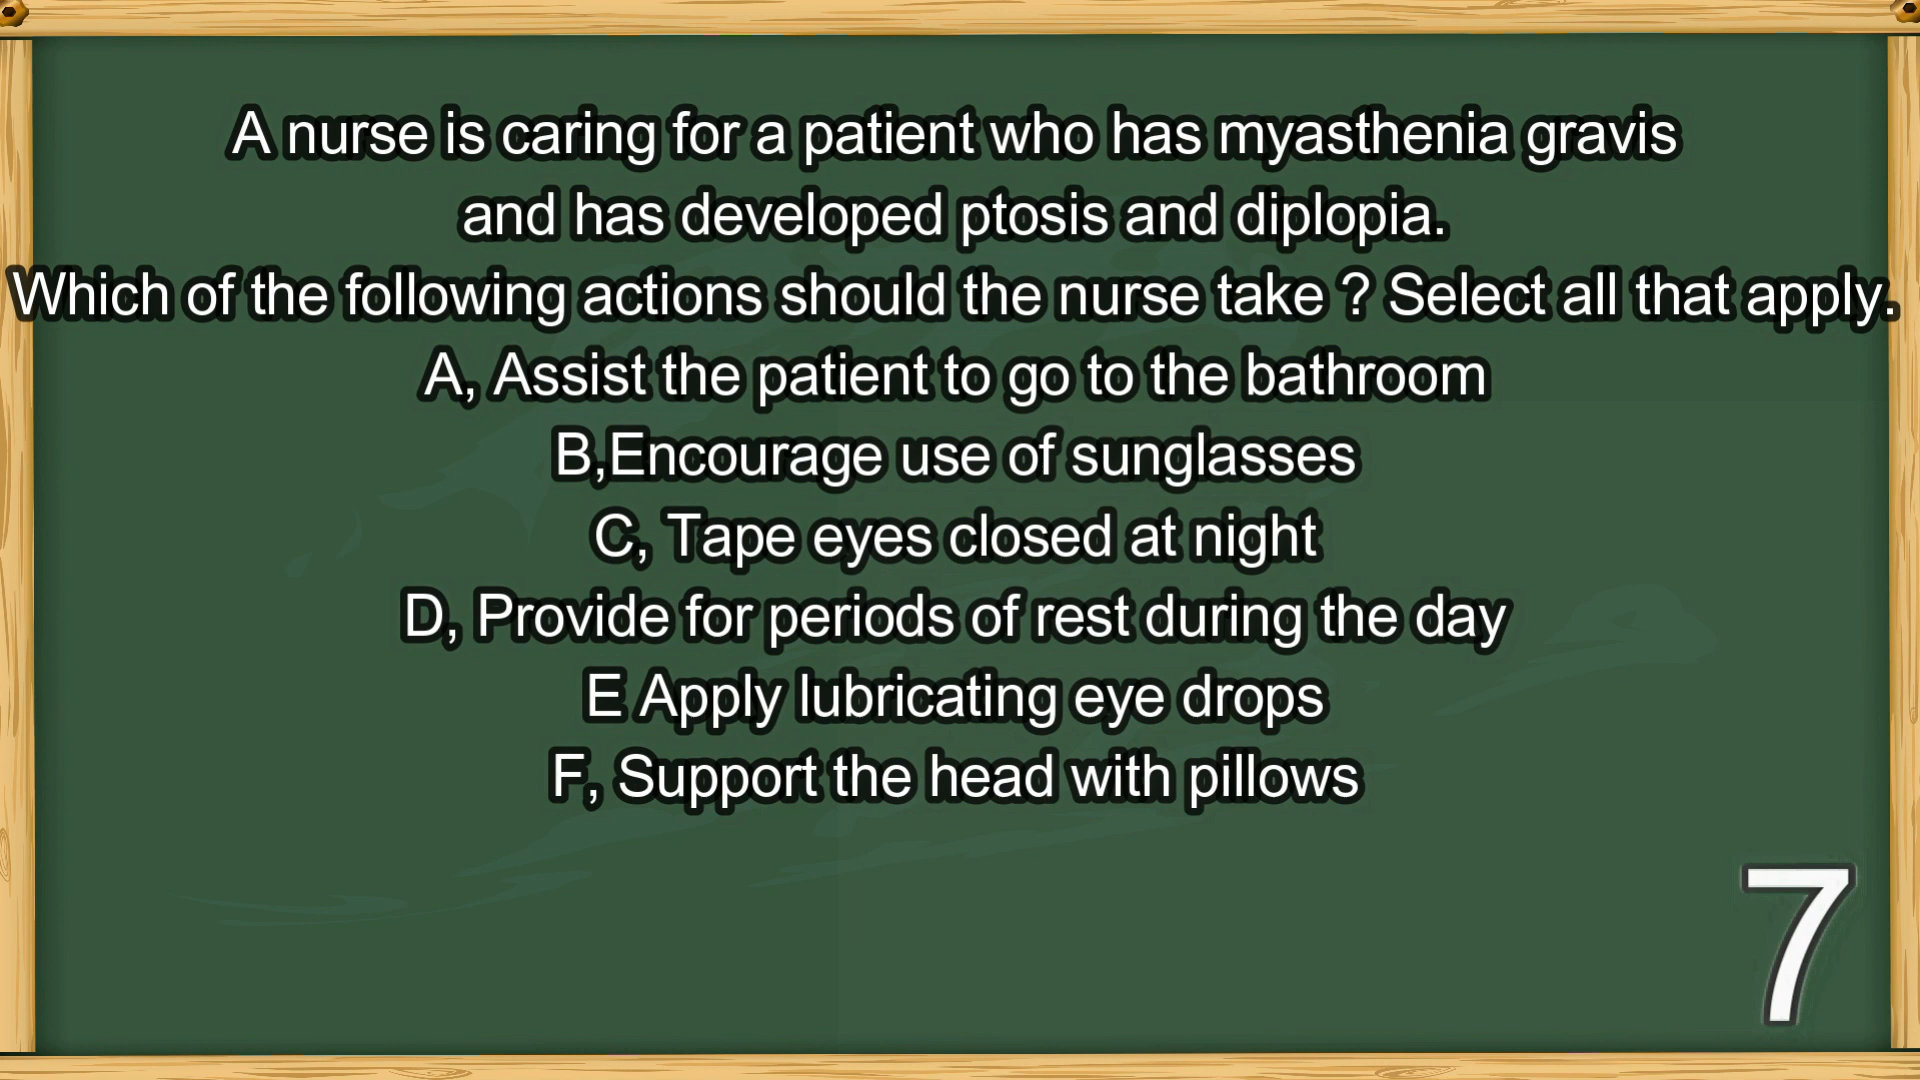 A nurse is caring for a patient who has myasthenia gravis
and has developed ptosis and diplopia.
Which of the following actions should the nurse take ? Select all that apply.
A, Assist the patient to go to the bathroom
B,Encourage use of sunglasses
C, Tape eyes closed at night
D, Provide for periods of rest during the day
E Apply lubricating eye drops
F, Support the head with pillows
7